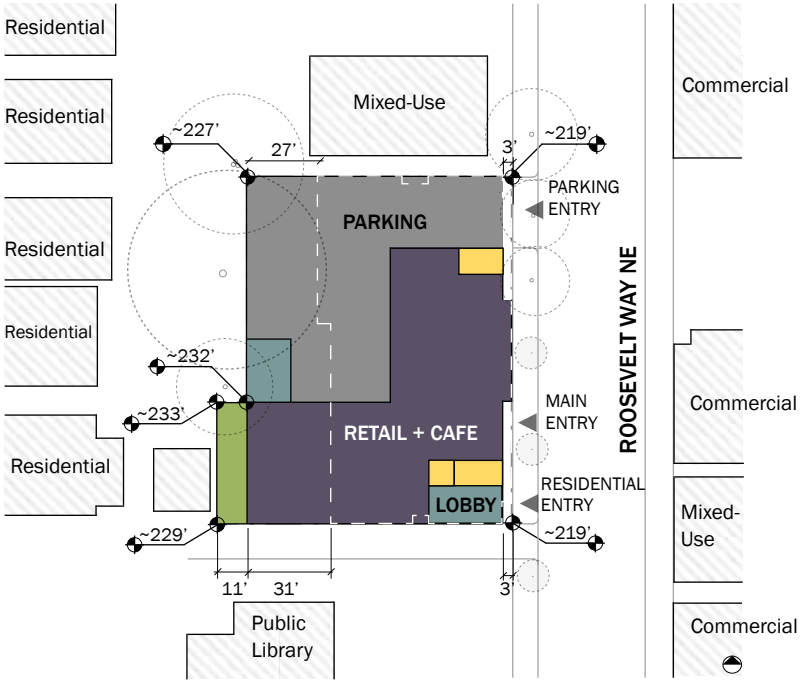 Residential
Mixed-Use
Commercial
Residential
~227’
27’
3’
~219’
PARKING
ENTRY
PARKING
Residential
Residential
~232’
~233’
ROOSEVELT WAY NE
MAIN
ENTRY
Commercial
RETAIL + CAFE
Residential
RESIDENTIAL
ENTRY
LOBBY
Mixed-
Use
~229’
~219’
11’
31’
3’
Public
Library
Commercial